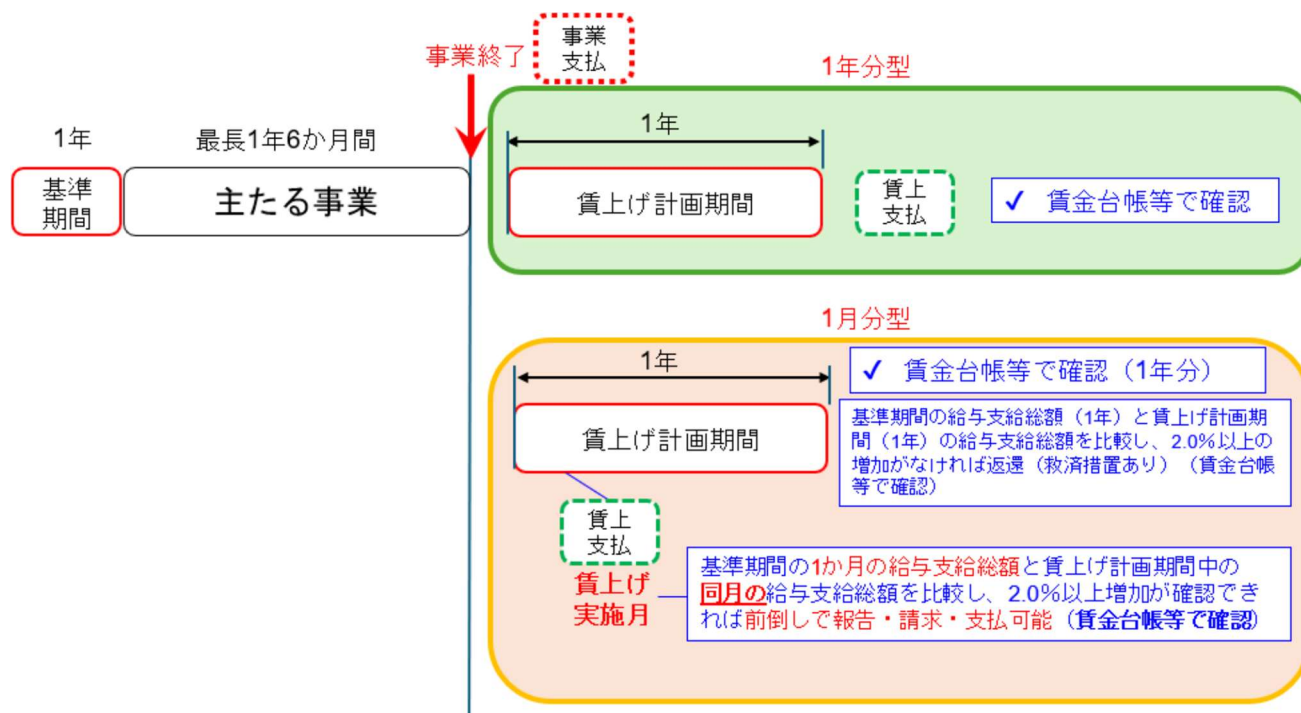 事業終了
事業
支払
1年分型
1年
最長1年6か月間
1年
基準
期間
主たる事業
賃上げ計画期間
賃上
支払
✓ 賃金台帳等で確認
1月分型
1年
✓ 賃金台帳等で確認（1年分）
賃上げ計画期間
基準期間の給与支給総額（1年）と賃上げ計画期
間（1年）の給与支給総額を比較し、2.0%以上の
増加がなければ返還（救済措置あり）（賃金台帳
等で確認）
賃上
支払
賃上げ
実施月
基準期間の1か月の給与支給総額と賃上げ計画期間中の
同月の給与支給総額を比較し、2.0%以上増加が確認でき
れば前倒しで報告・請求・支払可能（賃金台帳等で確認）